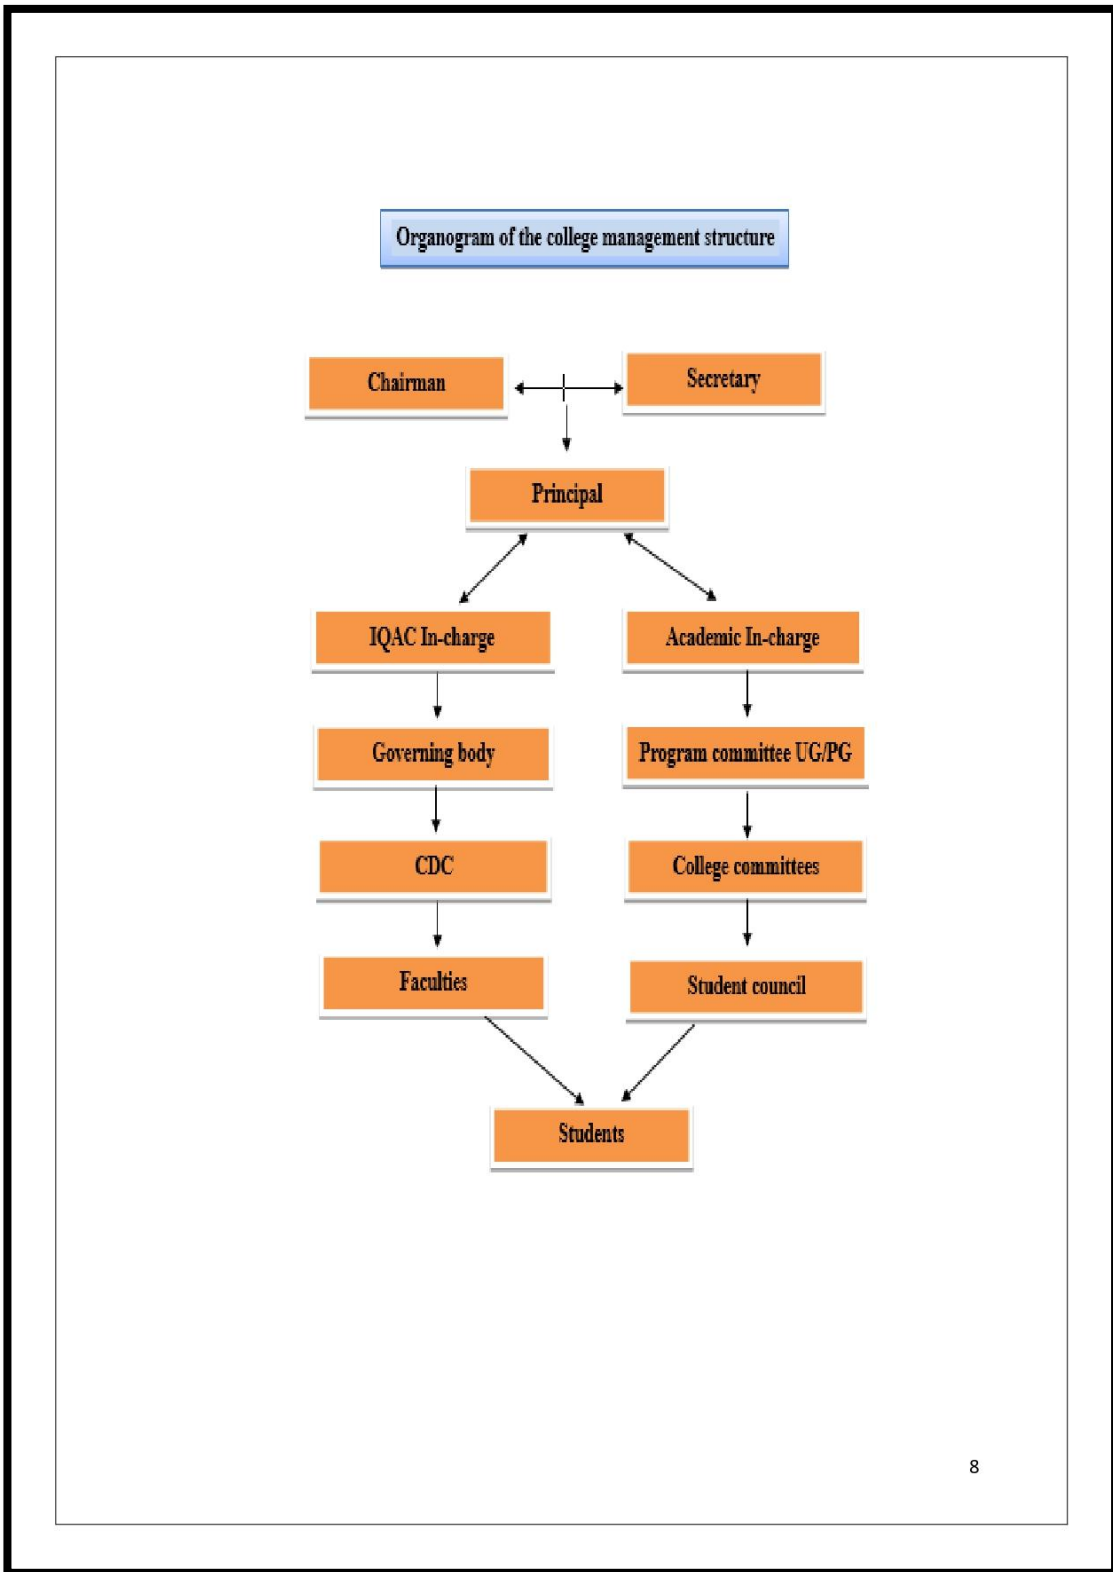 Organogram of the college management structure
Chairman
Secretary
Principal
IQAC In-charge
Academic In-charge
Governing body
Program committee UG/PG
CDC
College committees
Faculties
Student council
Students
8